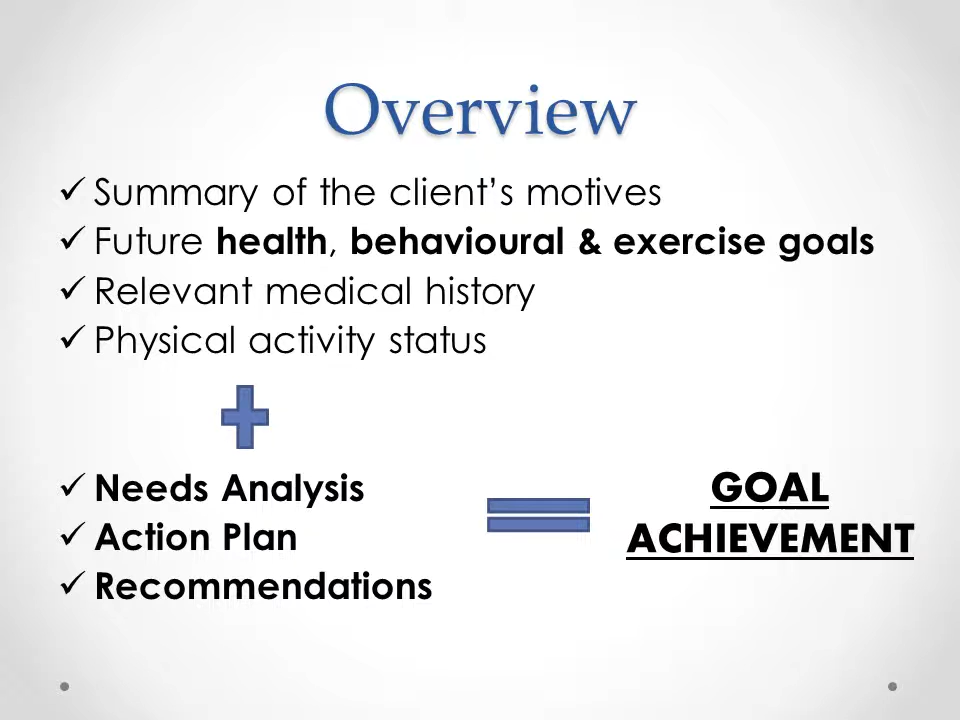 Overview
Summary of the client’s motives
Future health, behavioural & exercise goals
Relevant medical history
Physical activity status
Needs Analysis
Action Plan
Recommendations
GOAL
ACHIEVEMENT